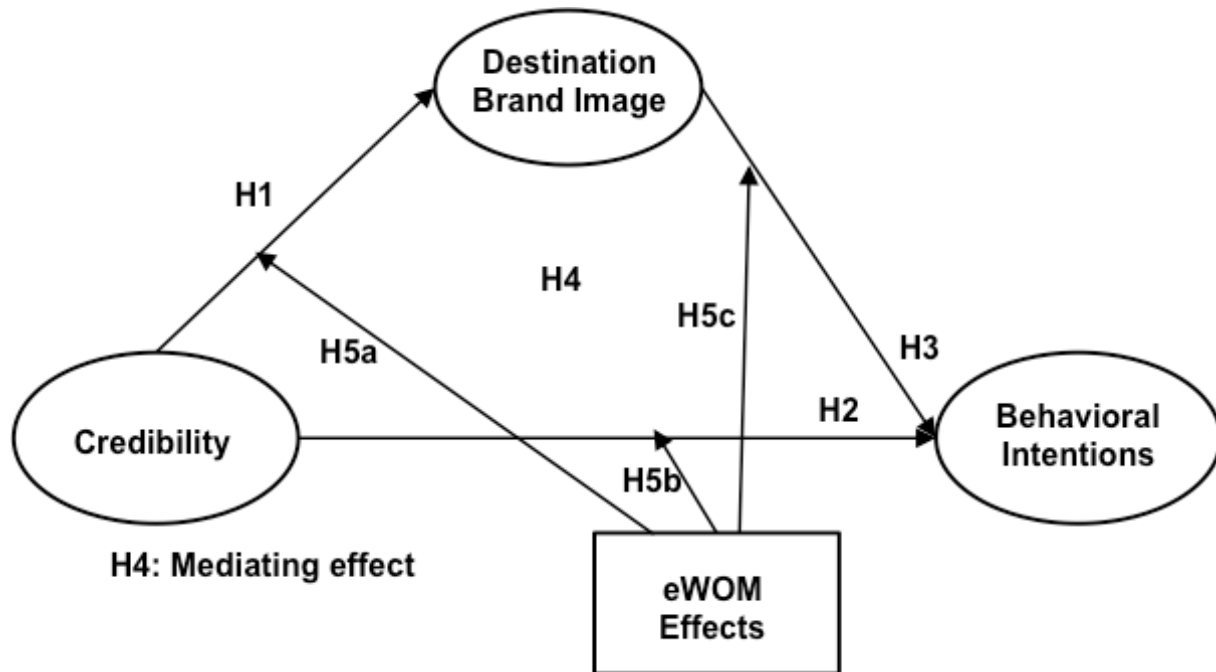 Destination
Brand Image
H1
H4
H5c
H5a
H3
H2
Credibility
Behavioral
Intentions
H5b
H4: Mediating effect
eWOM
Effects